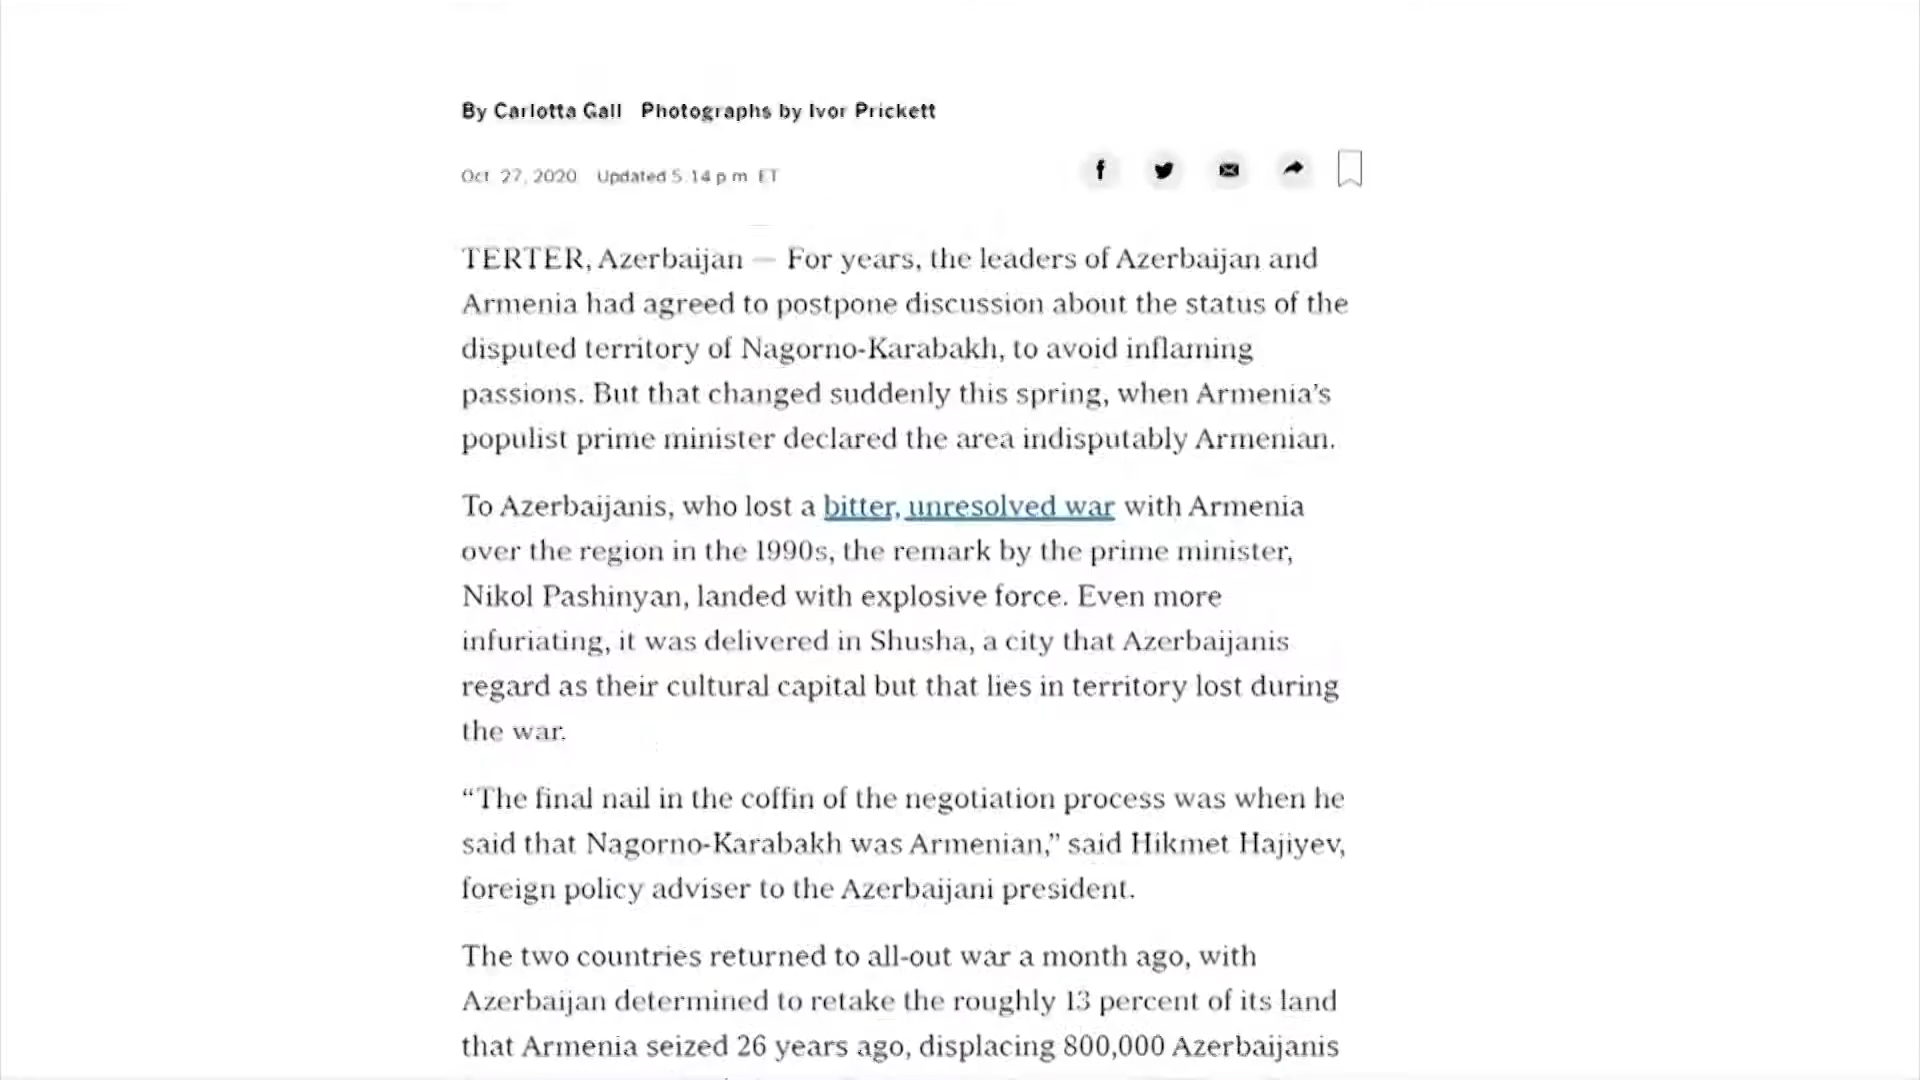 By Carlotta Gall Photographs by Ivor Prickett
Oct. 27, 2020 Updated 5:14 p.m. ET
TERTER, Azerbaijan — For years, the leaders of Azerbaijan and
Armenia had agreed to postpone discussion about the status of the
disputed territory of Nagorno-Karabakh, to avoid inflaming
passions. But that changed suddenly this spring, when Armenia’s
populist prime minister declared the area indisputably Armenian.
To Azerbaijanis, who lost a bitter, unresolved war with Armenia
over the region in the 1990s, the remark by the prime minister,
Nikol Pashinyan, landed with explosive force. Even more
infuriating, it was delivered in Shusha, a city that Azerbaijanis
regard as their cultural capital but that lies in territory lost during
the war.
“The final nail in the coffin of the negotiation process was when he
said that Nagorno-Karabakh was Armenian,” said Hikmet Hajiyev,
foreign policy adviser to the Azerbaijani president.
The two countries returned to all-out war a month ago, with
Azerbaijan determined to retake the roughly 13 percent of its land
that Armenia seized 26 years ago, displacing 800,000 Azerbaijanis